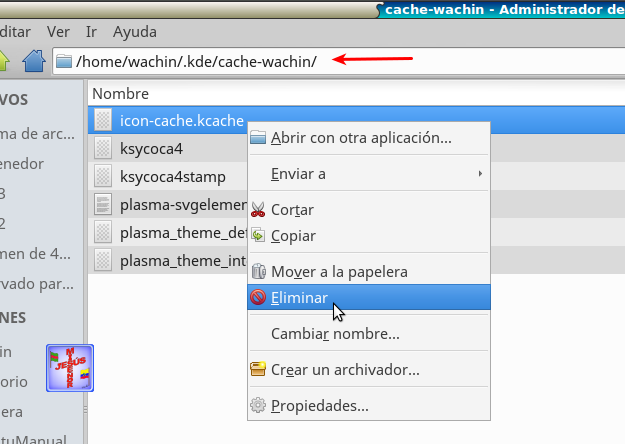 cache-wachin - Administrador de
ditar Ver Ir Ayuda
/home/wachin/.kde/cache-wachin/
VOS
Nombre
ma de arc...
enedor
3
2
men de 4...
rvado par...
NES
in
orio
era
tuManual
icon-cache.kcache
ksycoca4
ksycoca4stamp
plasma-svgelemen
plasma_theme_def
plasma_theme_int
Abrir con otra aplicación...
Enviar a
Cortar
Copiar
Mover a la papelera
Eliminar
Cambiar nombre...
Crear un archivador...
Propiedades...
JESÚS